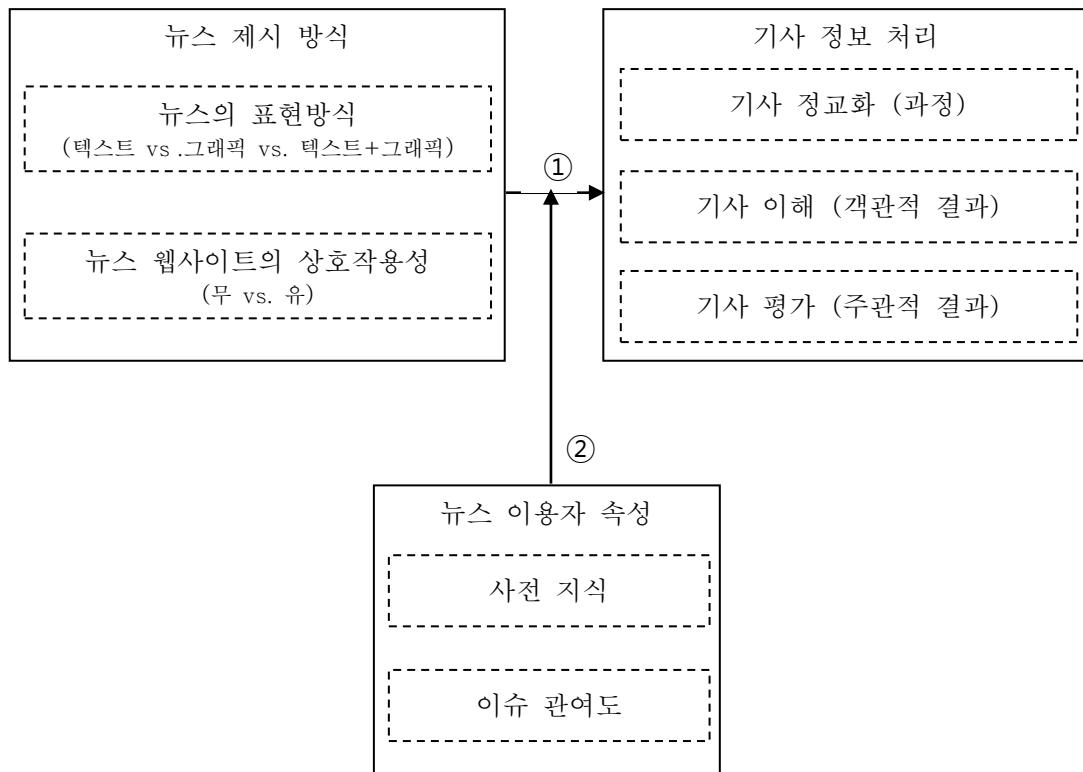 뉴스 제시 방식
뉴스의 표현방식
(텍스트 vs .그래픽 vs. 텍스트+그래픽)
뉴스 웹사이트의 상호작용성
(무 vs. 유)
①
기사 정보 처리
기사 정교화 (과정)
기사 이해 (객관적 결과)
기사 평가 (주관적 결과)
②
뉴스 이용자 속성
사전 지식
이슈 관여도